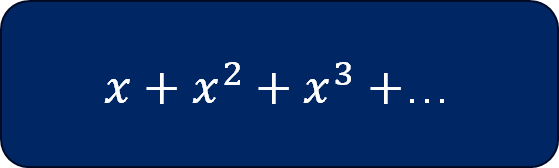 x + x² + x³ +...